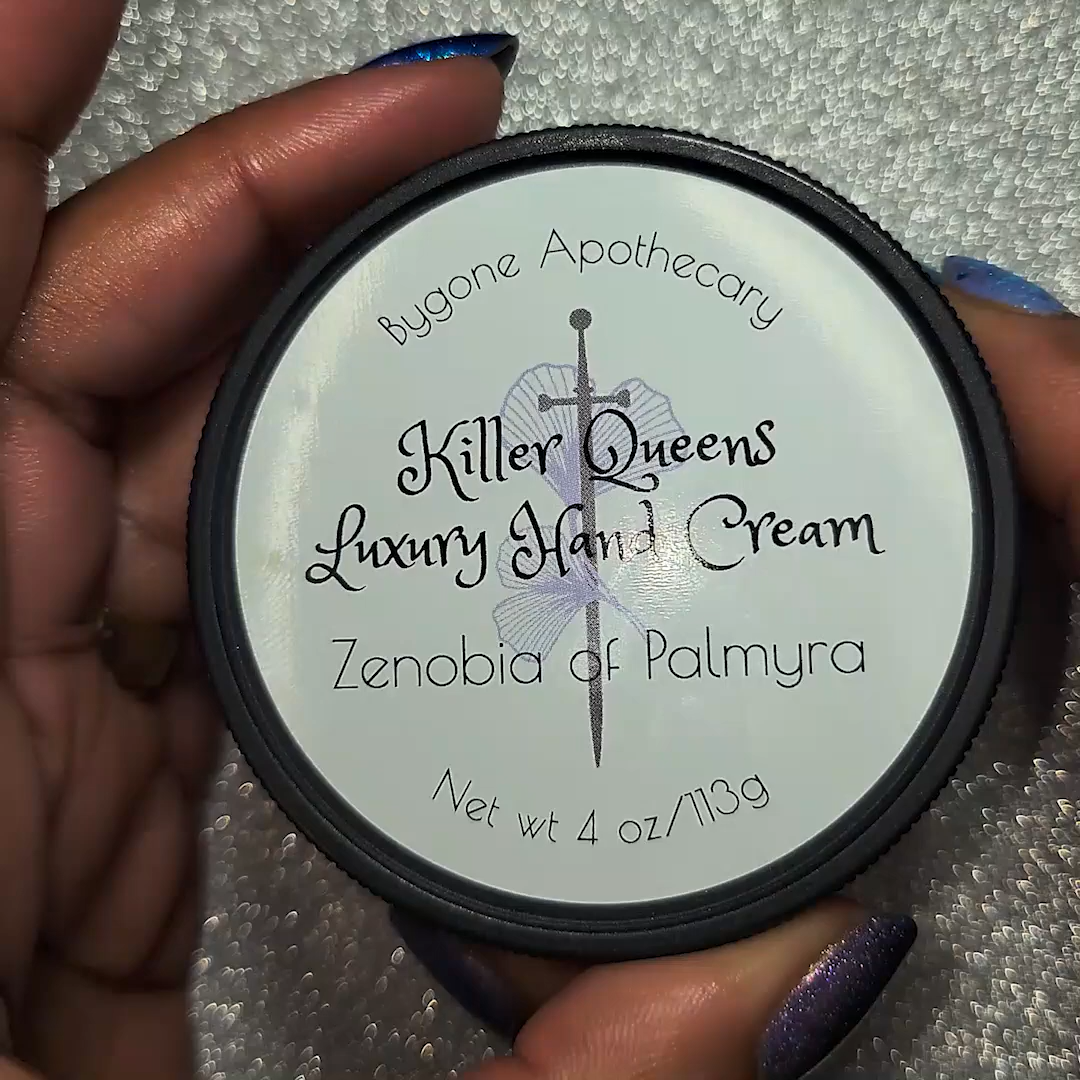 Bygone Apothecary
Killer Queens
Luxury Hand Cream
Zenobia of Palmyra
Net wt 4 oz/113g